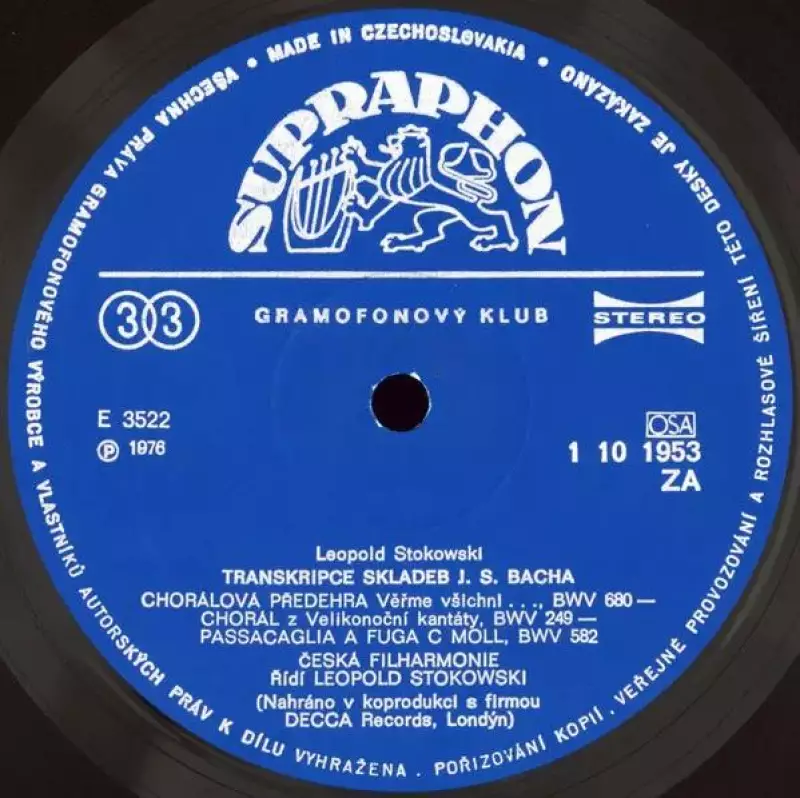 VŠECHNA PRÁVA GRAMOFONOVÉHO VÝROBCE A VLASTNÍKŮ AUTORSKÝCH PRÁV K DÍLU VYHRAŽENA . POŘIZOVÁNÍ KOPIÍ, VEŘEJNÉ PROVOZOVÁNÍ A ROZHLASOVÉ ŠÍŘENÍ TÉTO DESKY JE ZAKÁZÁNO •
MADE IN CZECHOSLOVAKIA •
SUPRAPHON
33
GRAMOFONOVÝ KLUB
STEREO
E 3522
Ⓟ 1976
OSA
1 10 1953
ZA
Leopold Stokowski
TRANSKRIPCE SKLADEB J. S. BACHA
CHORÁLOVÁ PŘEDEHRA Věřme všichni . . ., BWV 680 —
CHORÁL z Velikonoční kantáty, BWV 249 —
PASSACAGLIA A FUGA C MOLL, BWV 582
ČESKÁ FILHARMONIE
Řídí LEOPOLD STOKOWSKI
(Nahráno v koprodukci s firmou
DECCA Records, Londýn)